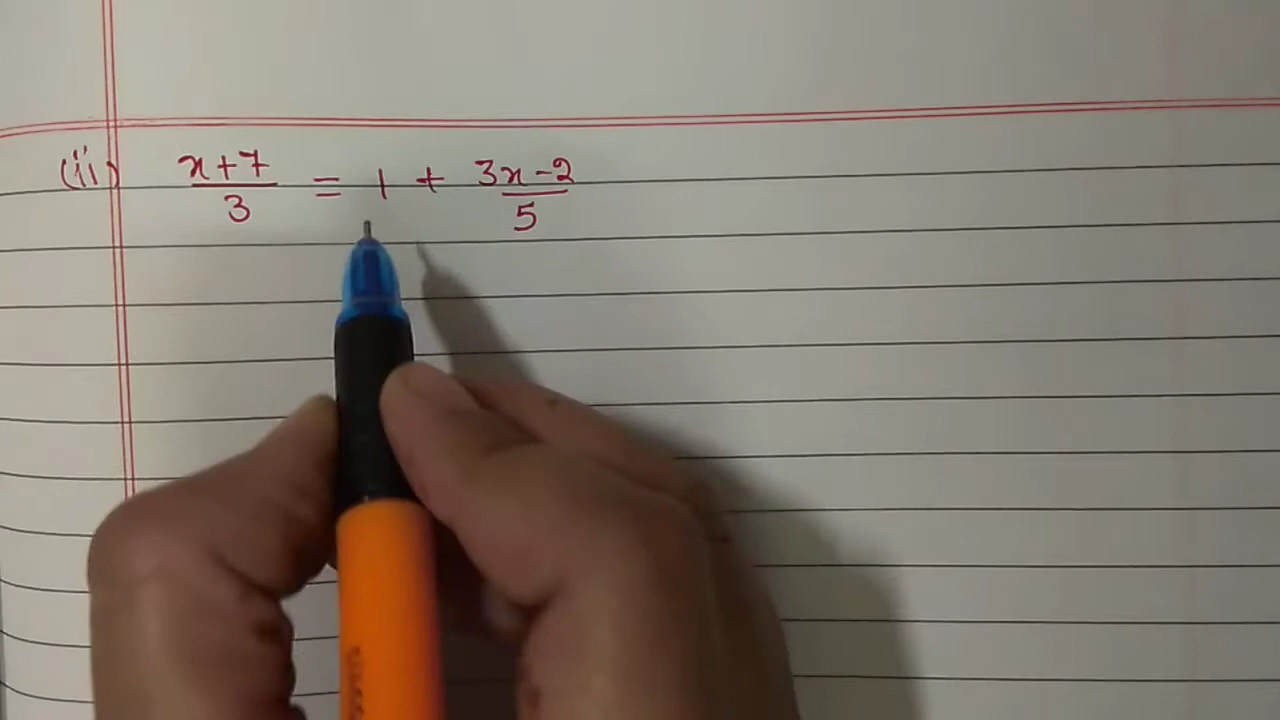 (ii) x+7/3 = 1 + 3x-2/5